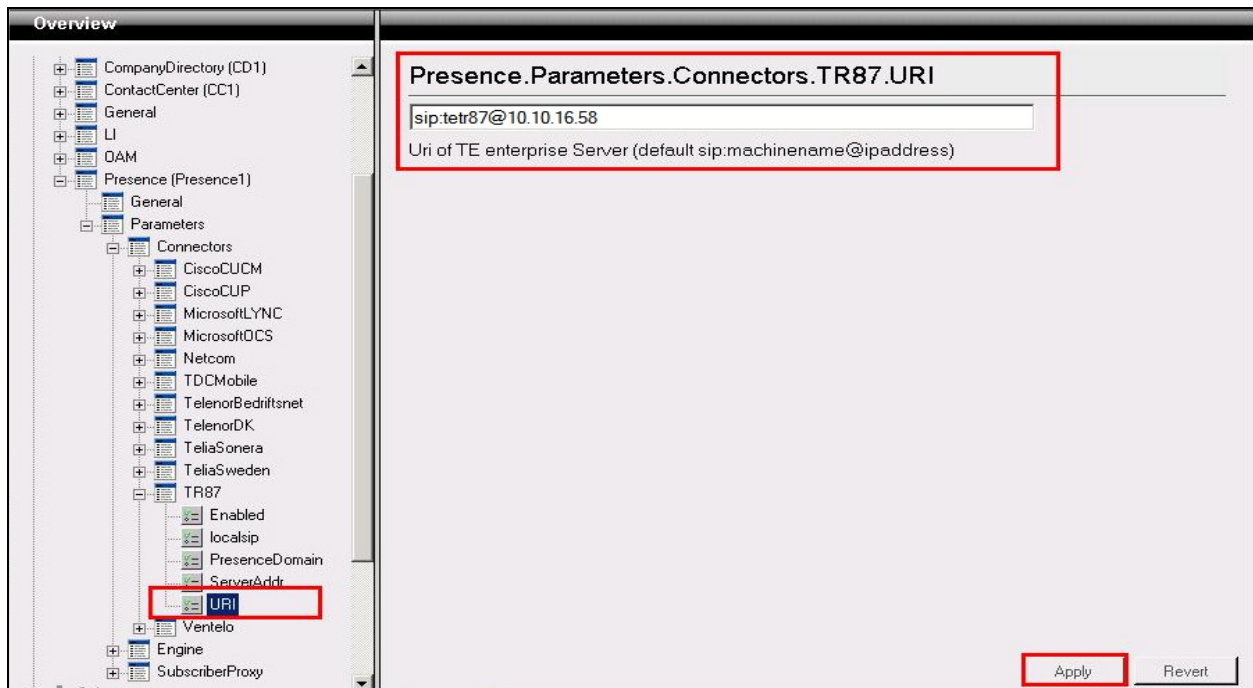 Overview
CompanyDirectory (CD1)
ContactCenter (CC1)
General
LI
OAM
Presence (Presence1)
General
Parameters
Connectors
CiscoCUCM
CiscoCUP
MicrosoftLYNC
MicrosoftOCS
Netcom
TDCMobile
TelenorBedriftsnet
TelenorDK
TeliaSonera
TeliaSweden
TR87
Enabled
localsip
PresenceDomain
ServerAddr
URI
Ventelo
Engine
SubscriberProxy
Presence.Parameters.Connectors.TR87.URI
sip:tetr87@10.10.16.58
Uri of TE enterprise Server (default sip:machinename@ipaddress)
Apply
Revert